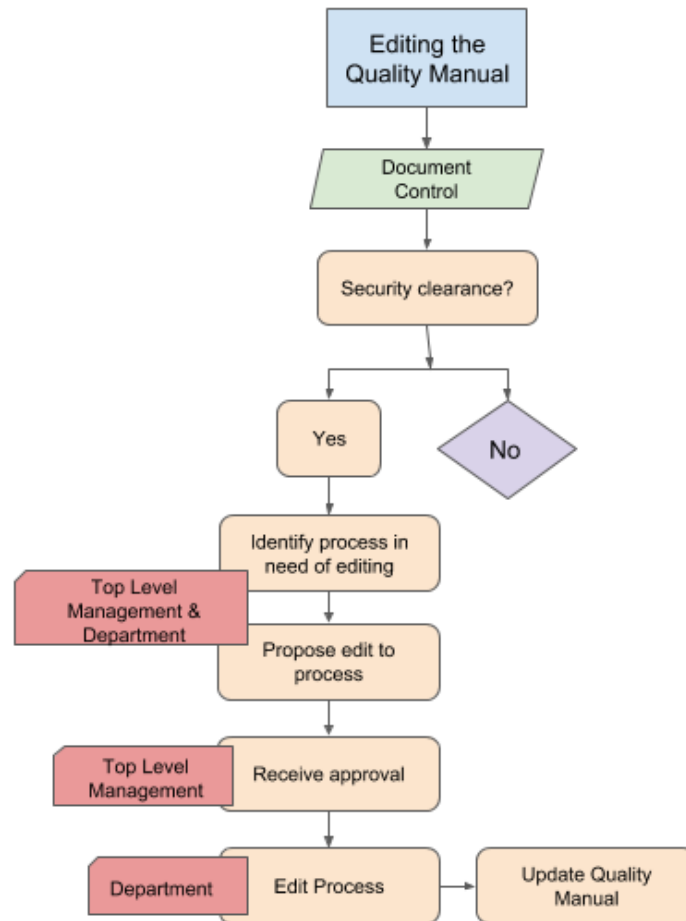 Editing the
Quality Manual
Document
Control
Security clearance?
Yes
No
Identify process in
need of editing
Top Level
Management &
Department
Propose edit to
process
Top Level
Management
Receive approval
Department
Edit Process
Update Quality
Manual